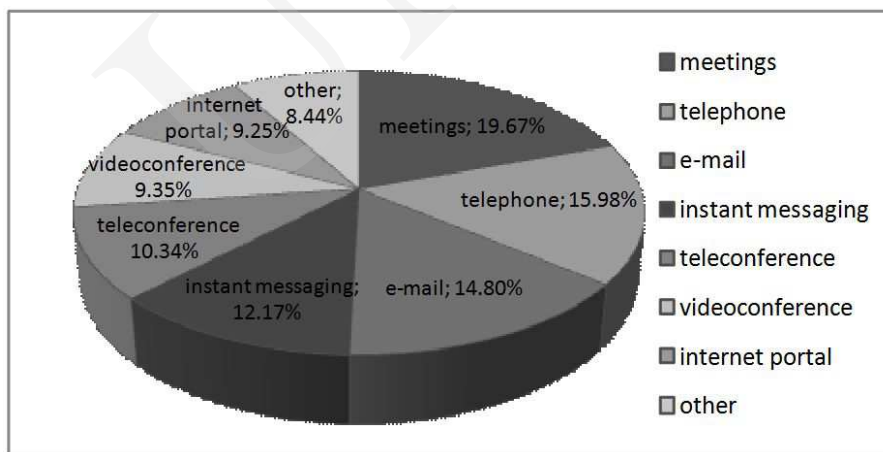 meetings; 19.67%
telephone; 15.98%
e-mail; 14.80%
instant messaging;
12.17%
teleconference
10.34%
videoconference
9.35%
internet
portal; 9.25%
other;
8.44%
meetings
telephone
e-mail
instant messaging
teleconference
videoconference
internet portal
other